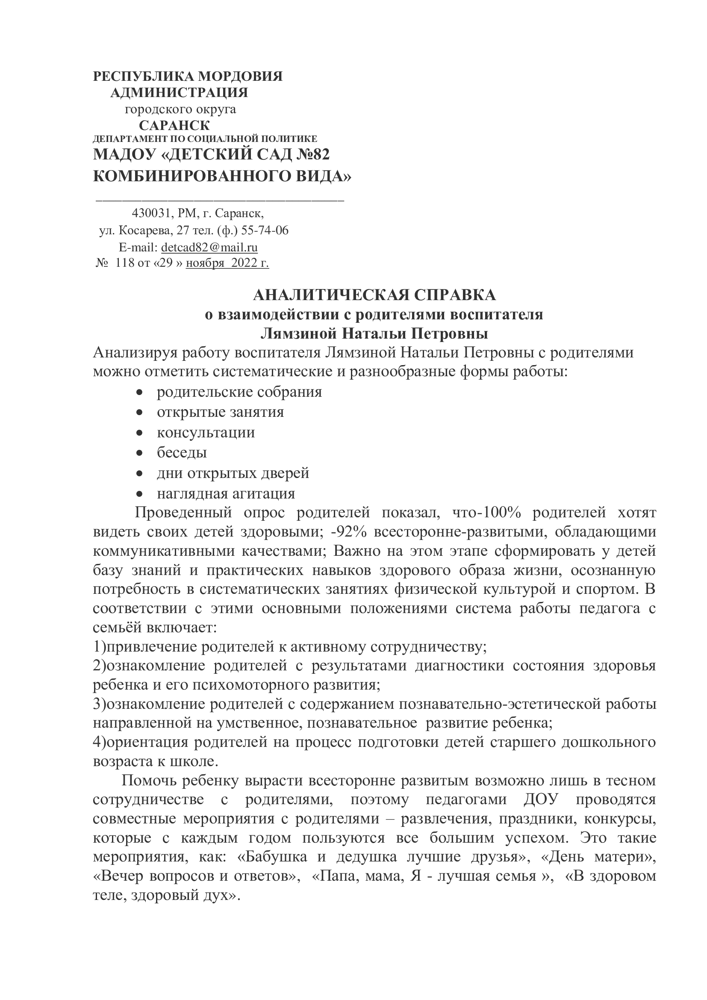 РЕСПУБЛИКА МОРДОВИЯ
АДМИНИСТРАЦИЯ
городского округа
САРАНСК
ДЕПАРТАМЕНТ ПО СОЦИАЛЬНОЙ ПОЛИТИКЕ
МАДОУ «ДЕТСКИЙ САД №82
КОМБИНИРОВАННОГО ВИДА»
______________________________________
430031, РМ, г. Саранск,
ул. Косарева, 27 тел. (ф.) 55-74-06
E-mail: detcad82@mail.ru
№ 118 от «29 » ноября 2022 г.
АНАЛИТИЧЕСКАЯ СПРАВКА
о взаимодействии с родителями воспитателя
Лямзиной Натальи Петровны
Анализируя работу воспитателя Лямзиной Натальи Петровны с родителями
можно отметить систематические и разнообразные формы работы:
• родительские собрания
• открытые занятия
• консультации
• беседы
• дни открытых дверей
• наглядная агитация
Проведенный опрос родителей показал, что-100% родителей хотят
видеть своих детей здоровыми; -92% всесторонне-развитыми, обладающими
коммуникативными качествами; Важно на этом этапе сформировать у детей
базу знаний и практических навыков здорового образа жизни, осознанную
потребность в систематических занятиях физической культурой и спортом. В
соответствии с этими основными положениями система работы педагога с
семьёй включает:
1)привлечение родителей к активному сотрудничеству;
2)ознакомление родителей с результатами диагностики состояния здоровья
ребенка и его психомоторного развития;
3)ознакомление родителей с содержанием познавательно-эстетической работы
направленной на умственное, познавательное развитие ребенка;
4)ориентация родителей на процесс подготовки детей старшего дошкольного
возраста к школе.
Помочь ребенку вырасти всесторонне развитым возможно лишь в тесном
сотрудничестве с родителями, поэтому педагогами ДОУ проводятся
совместные мероприятия с родителями – развлечения, праздники, конкурсы,
которые с каждым годом пользуются все большим успехом. Это такие
мероприятия, как: «Бабушка и дедушка лучшие друзья», «День матери»,
«Вечер вопросов и ответов», «Папа, мама, Я - лучшая семья », «В здоровом
теле, здоровый дух».